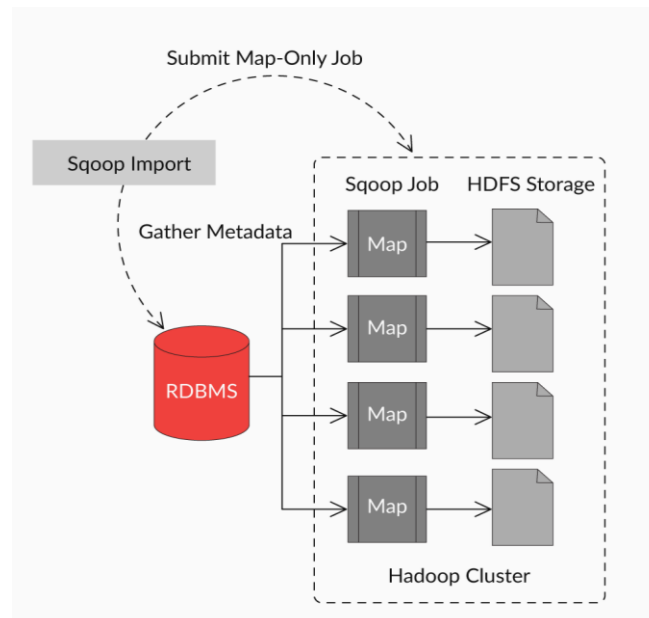 Submit Map-Only Job
Sqoop Import
Sqoop Job
HDFS Storage
Gather Metadata
Map
Map
RDBMS
Map
Map
Hadoop Cluster